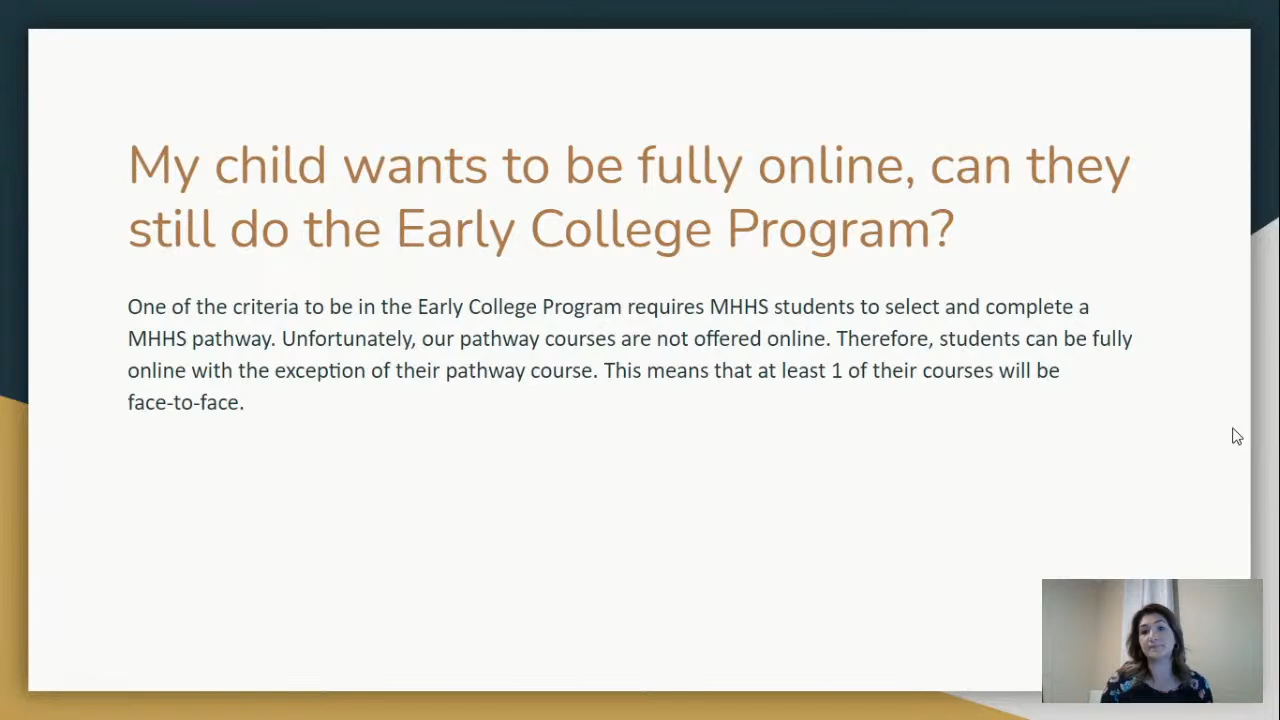 My child wants to be fully online, can they
still do the Early College Program?
One of the criteria to be in the Early College Program requires MHHS students to select and complete a
MHHS pathway. Unfortunately, our pathway courses are not offered online. Therefore, students can be fully
online with the exception of their pathway course. This means that at least 1 of their courses will be
face-to-face.